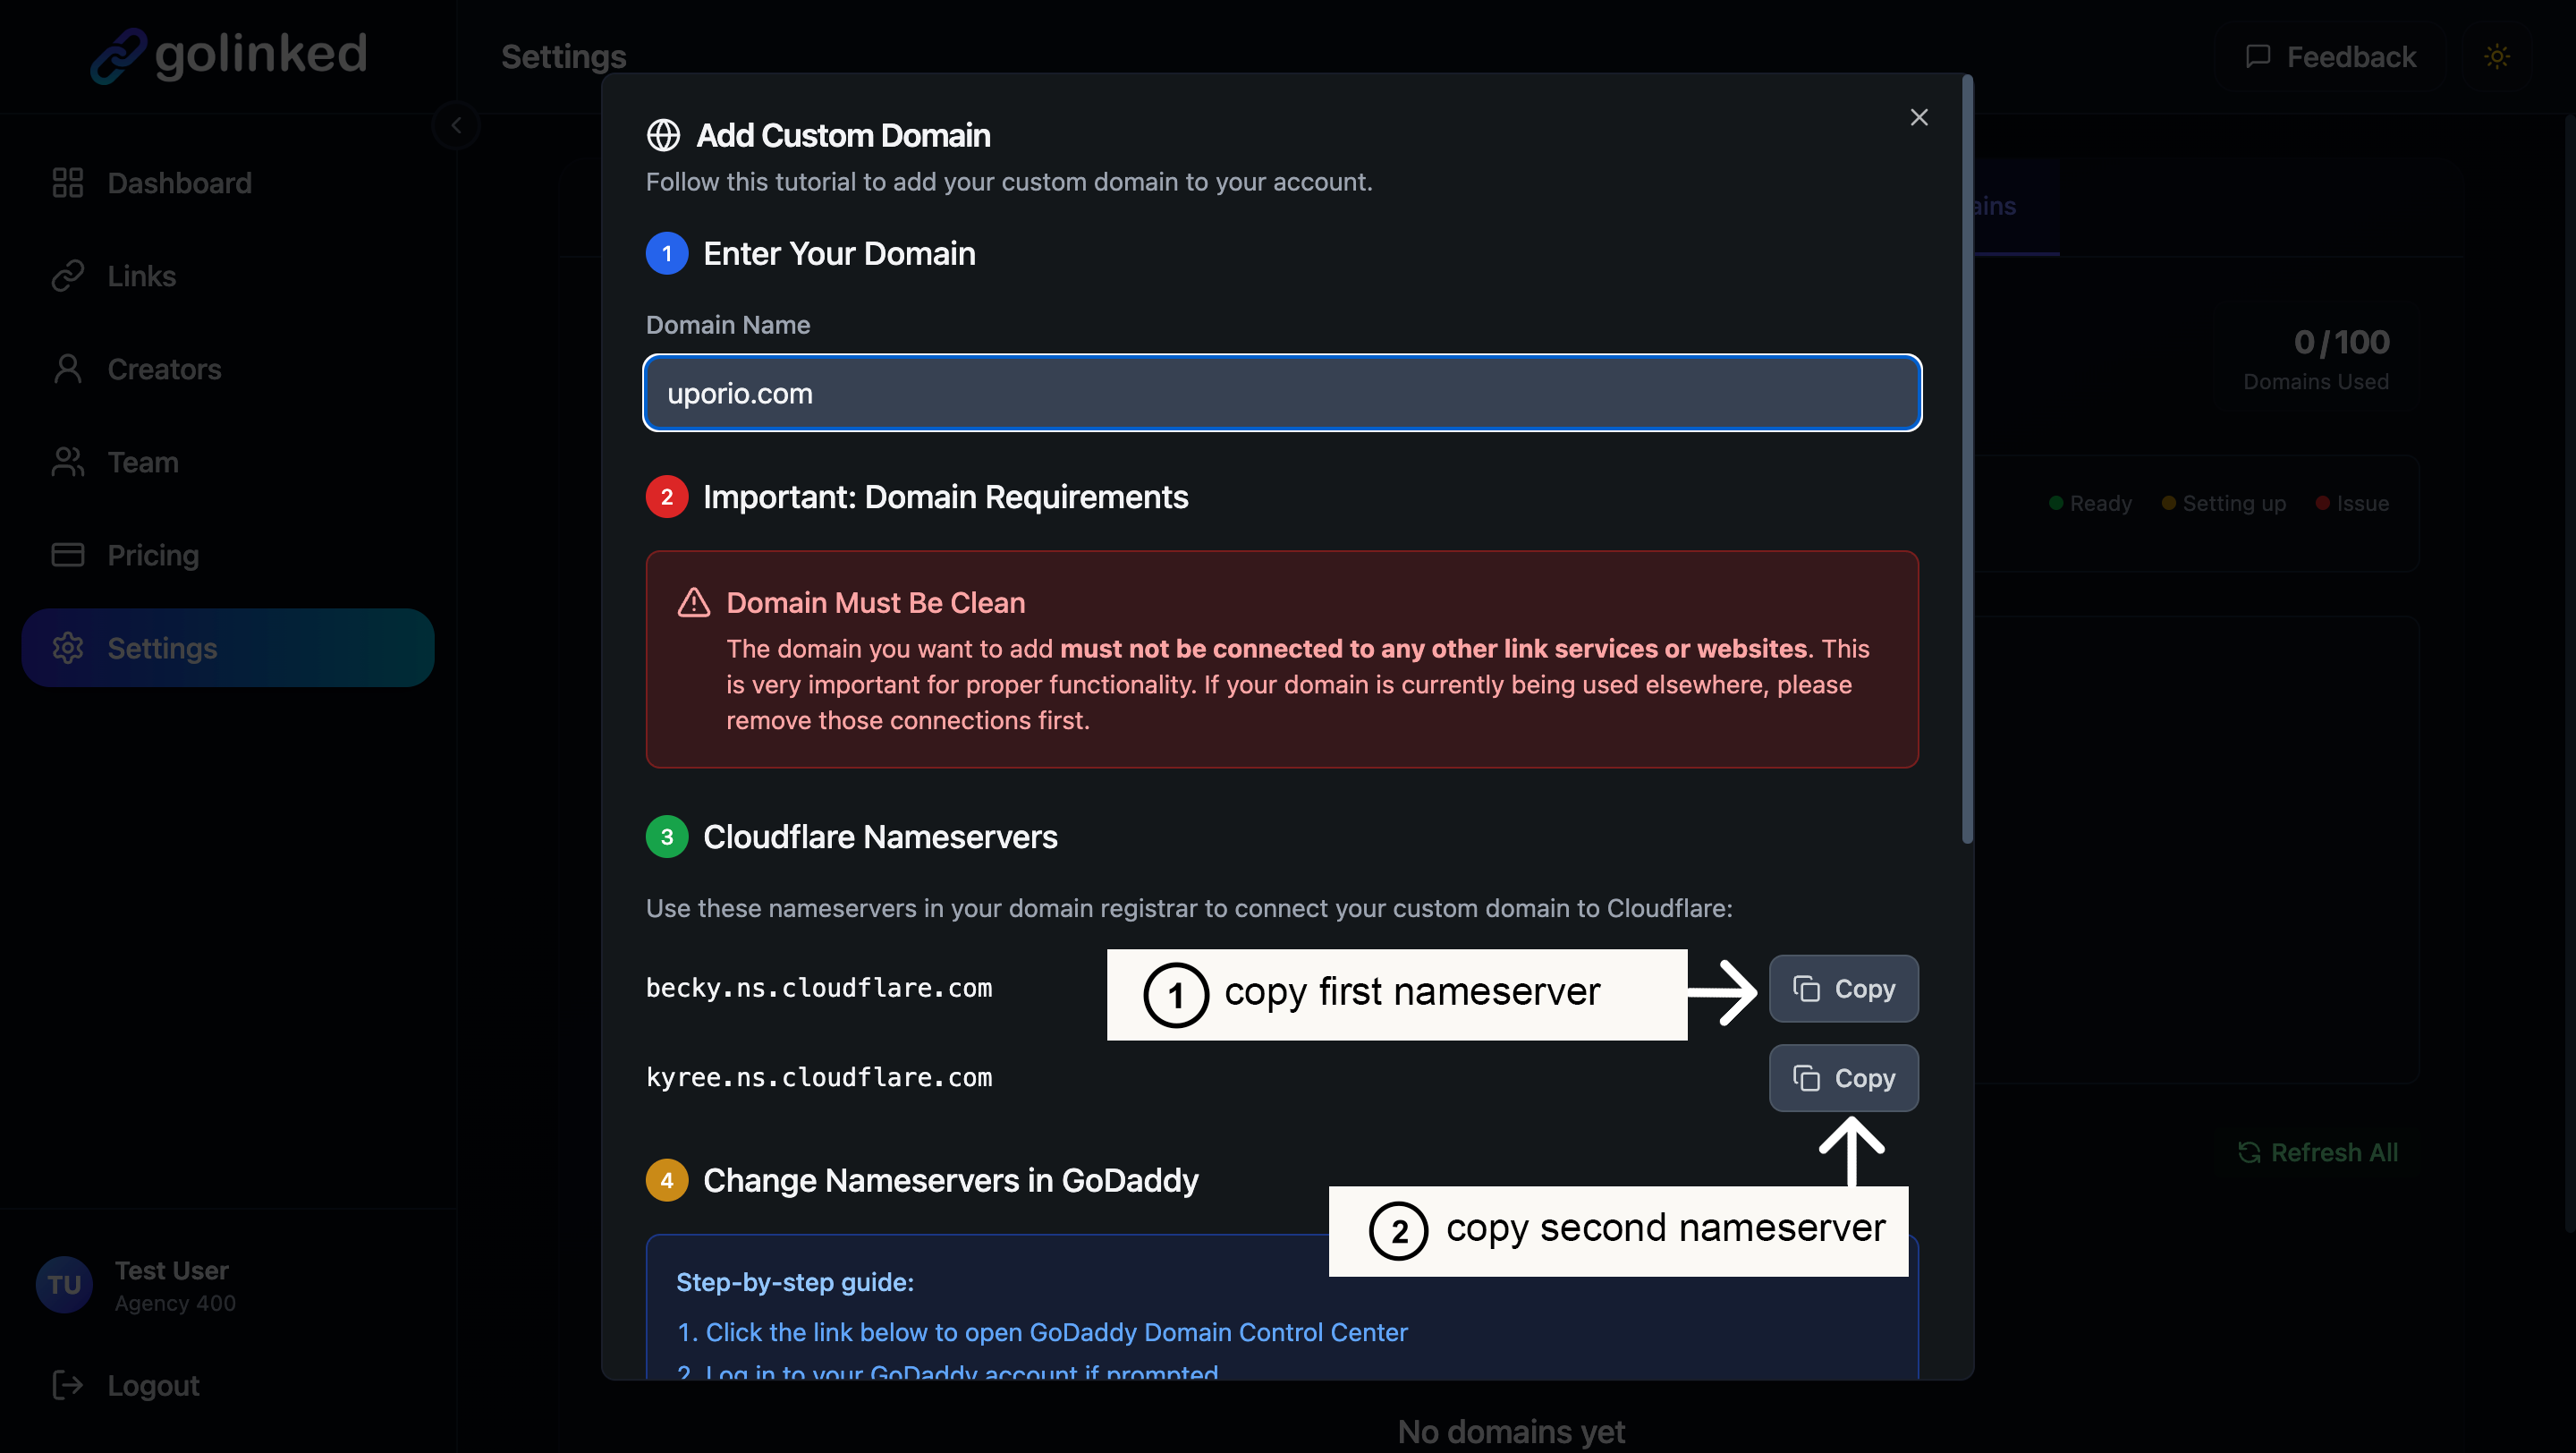 golinked
Settings
Feedback
Dashboard
Links
Creators
Team
Pricing
Settings
Test User
TU
Agency 400
Logout
Add Custom Domain
Follow this tutorial to add your custom domain to your account.
1 Enter Your Domain
Domain Name
uporio.com
2 Important: Domain Requirements
Domain Must Be Clean
The domain you want to add must not be connected to any other link services or websites. This
is very important for proper functionality. If your domain is currently being used elsewhere, please
remove those connections first.
3 Cloudflare Nameservers
Use these nameservers in your domain registrar to connect your custom domain to Cloudflare:
becky.ns.cloudflare.com
1 copy first nameserver
Copy
kyree.ns.cloudflare.com
Copy
2 copy second nameserver
4 Change Nameservers in GoDaddy
Step-by-step guide:
1. Click the link below to open GoDaddy Domain Control Center
2. Log in to your GoDaddy account if prompted
ains
0/100
Domains Used
Ready
Setting up
Issue
Refresh All
No domains yet